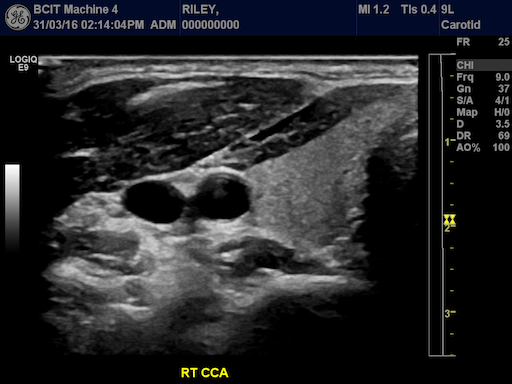 BCIT Machine 4 RILEY, MI 1.2 TIs 0.4 9L
31/03/16 02:14:04PM ADM 000000000 Carotid
LOGIQ
E9
FR 25
CHI
Frq 9.0
Gn 37
S/A 4/1
Map H/0
D 3.5
DR 69
AO% 100
1
2
3
RT CCA